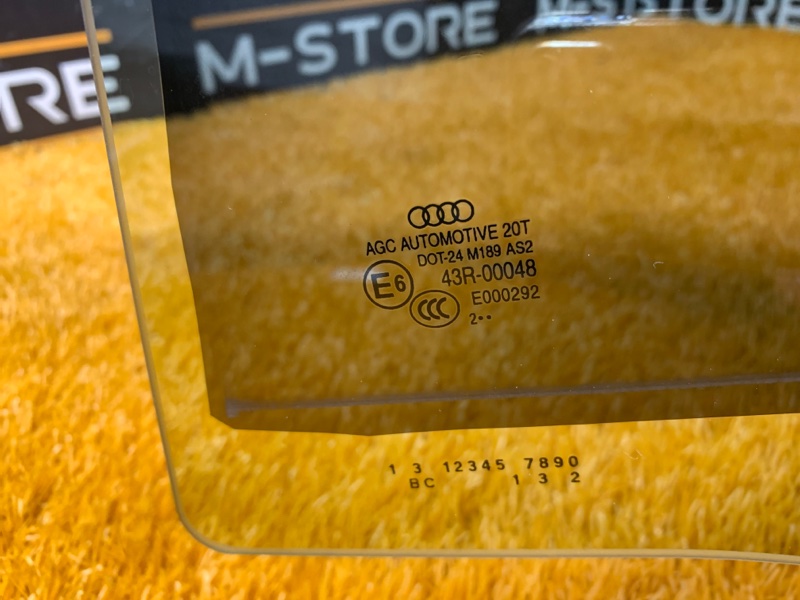 M-STORE
M-STORE
RE
AGC AUTOMOTIVE 20T
DOT-24 M189 AS2
43R-00048
E6
E000292
CCC
2••
1 3 12345 7890
BC 1 3 2